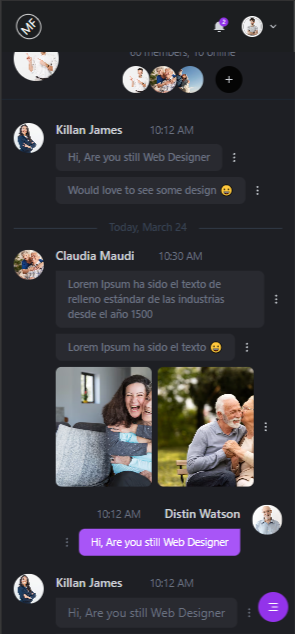 MF
2
60 members, 10 online
+
Killan James 10:12 AM
Hi, Are you still Web Designer
Would love to see some design 😀
Today, March 24
Claudia Maudi 10:30 AM
Lorem Ipsum ha sido el texto de
relleno estándar de las industrias
desde el año 1500
Lorem Ipsum ha sido el texto 😀
10:12 AM Distin Watson
Hi, Are you still Web Designer
Killan James 10:12 AM
Hi, Are you still Web Designer